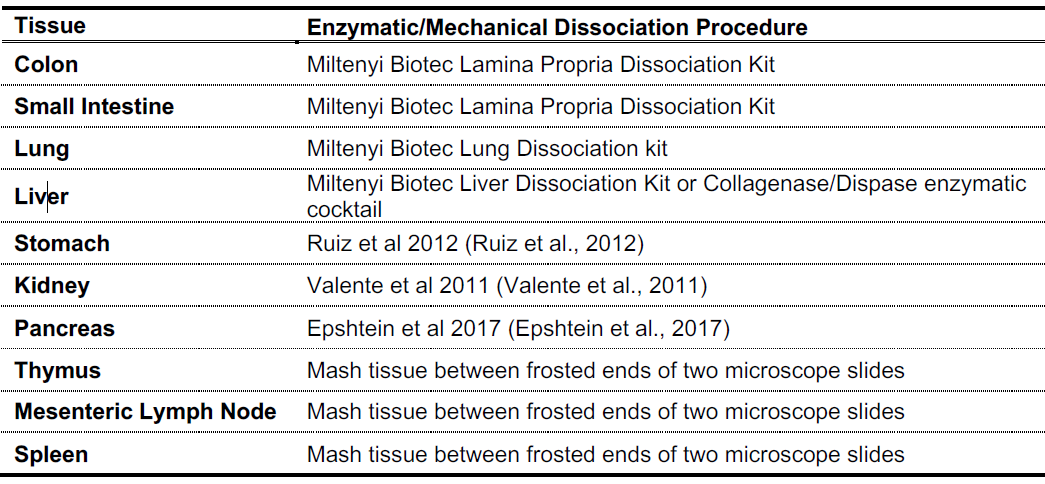 Tissue Enzymatic/Mechanical Dissociation Procedure
Colon Miltenyi Biotec Lamina Propria Dissociation Kit
Small Intestine Miltenyi Biotec Lamina Propria Dissociation Kit
Lung Miltenyi Biotec Lung Dissociation kit
Liver Miltenyi Biotec Liver Dissociation Kit or Collagenase/Dispase enzymatic
cocktail
Stomach Ruiz et al 2012 (Ruiz et al., 2012)
Kidney Valente et al 2011 (Valente et al., 2011)
Pancreas Epshtein et al 2017 (Epshtein et al., 2017)
Thymus Mash tissue between frosted ends of two microscope slides
Mesenteric Lymph Node Mash tissue between frosted ends of two microscope slides
Spleen Mash tissue between frosted ends of two microscope slides